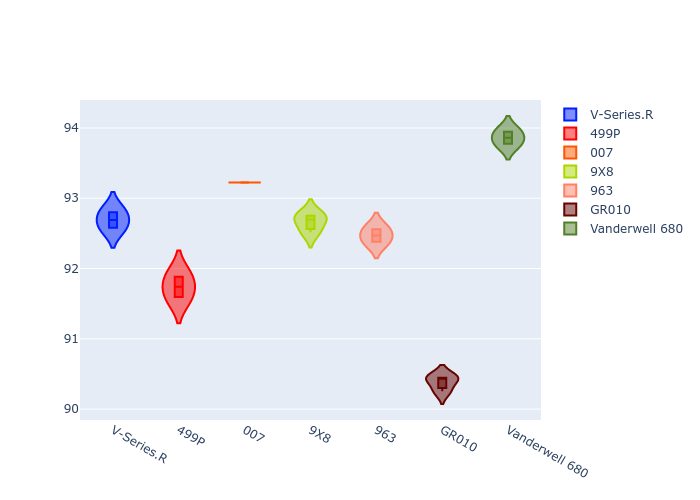 94
93
92
91
90
V-Series.R
499P
007
9X8
963
GR010
Vanderwell 680
V-Series.R
499P
007
9X8
963
GR010
Vanderwell 680